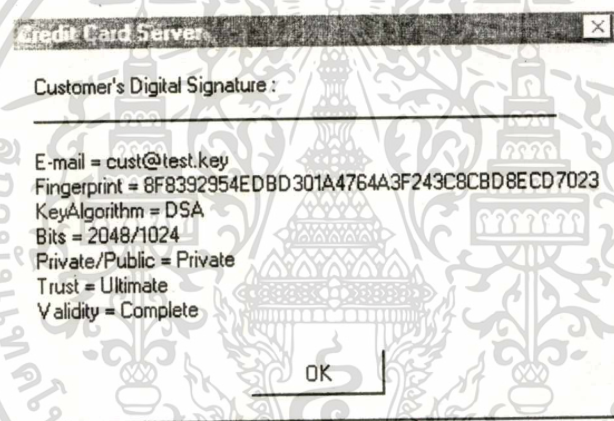 Credit Card Server
Customer's Digital Signature :
E-mail = cust@test.key
Fingerprint = 8F8392954EDBD301A4764A3F243C8CBD8ECD7023
KeyAlgorithm = DSA
Bits = 2048/1024
Private/Public = Private
Trust = Ultimate
Validity = Complete
OK